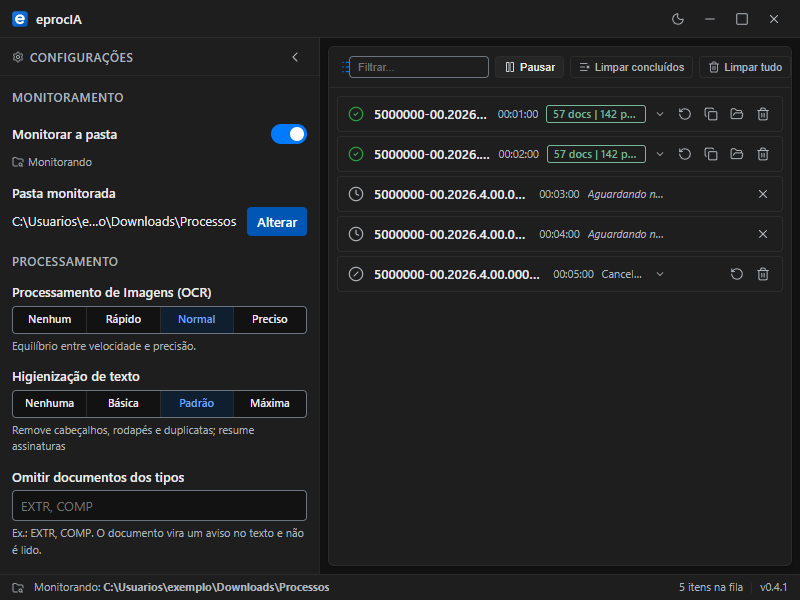 e eprocIA
CONFIGURAÇÕES
MONITORAMENTO
Monitorar a pasta
Monitorando
Pasta monitorada
C:\Usuarios\e...o\Downloads\Processos
Alterar
PROCESSAMENTO
Processamento de Imagens (OCR)
Nenhum Rápido Normal Preciso
Equilíbrio entre velocidade e precisão.
Higienização de texto
Nenhuma Básica Padrão Máxima
Remove cabeçalhos, rodapés e duplicatas; resume
assinaturas
Omitir documentos dos tipos
EXTR, COMP
Ex.: EXTR, COMP. O documento vira um aviso no texto e não
é lido.
Filtrar... Pausar Limpar concluídos Limpar tudo
5000000-00.2026... 00:01:00 57 docs | 142 p...
5000000-00.2026.... 00:02:00 57 docs | 142 p...
5000000-00.2026.4.00.0... 00:03:00 Aguardando n...
5000000-00.2026.4.00.0... 00:04:00 Aguardando n...
5000000-00.2026.4.00.000... 00:05:00 Cancel...
Monitorando: C:\Usuarios\exemplo\Downloads\Processos 5 itens na fila v0.4.1